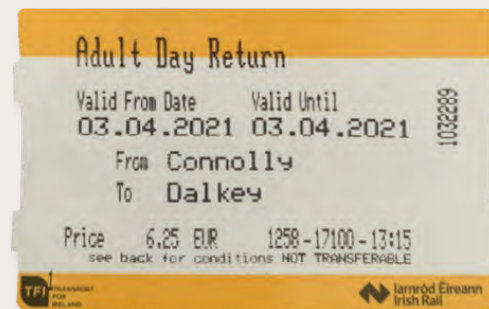 Adult Day Return
Valid From Date Valid Until
03.04.2021 03.04.2021
1032289
From Connolly
To Dalkey
Price 6.25 EUR 1258-17100-13:15
see back for conditions NOT TRANSFERABLE
TFI TRANSPORT
FOR
IRELAND
Iarnród Éireann
Irish Rail